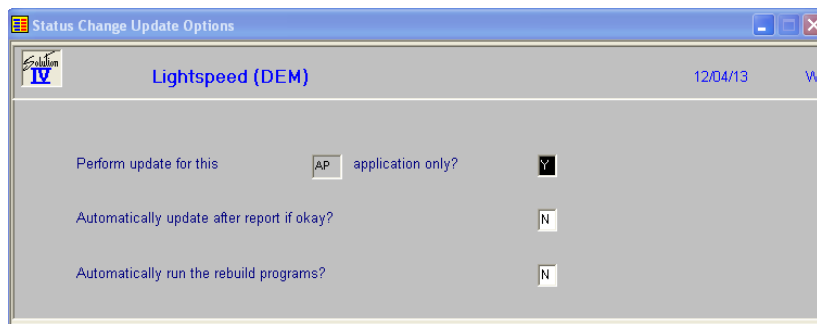 Status Change Update Options
Solution
IV
Lightspeed (DEM) 12/04/13 W
Perform update for this AP application only? Y
Automatically update after report if okay? N
Automatically run the rebuild programs? N